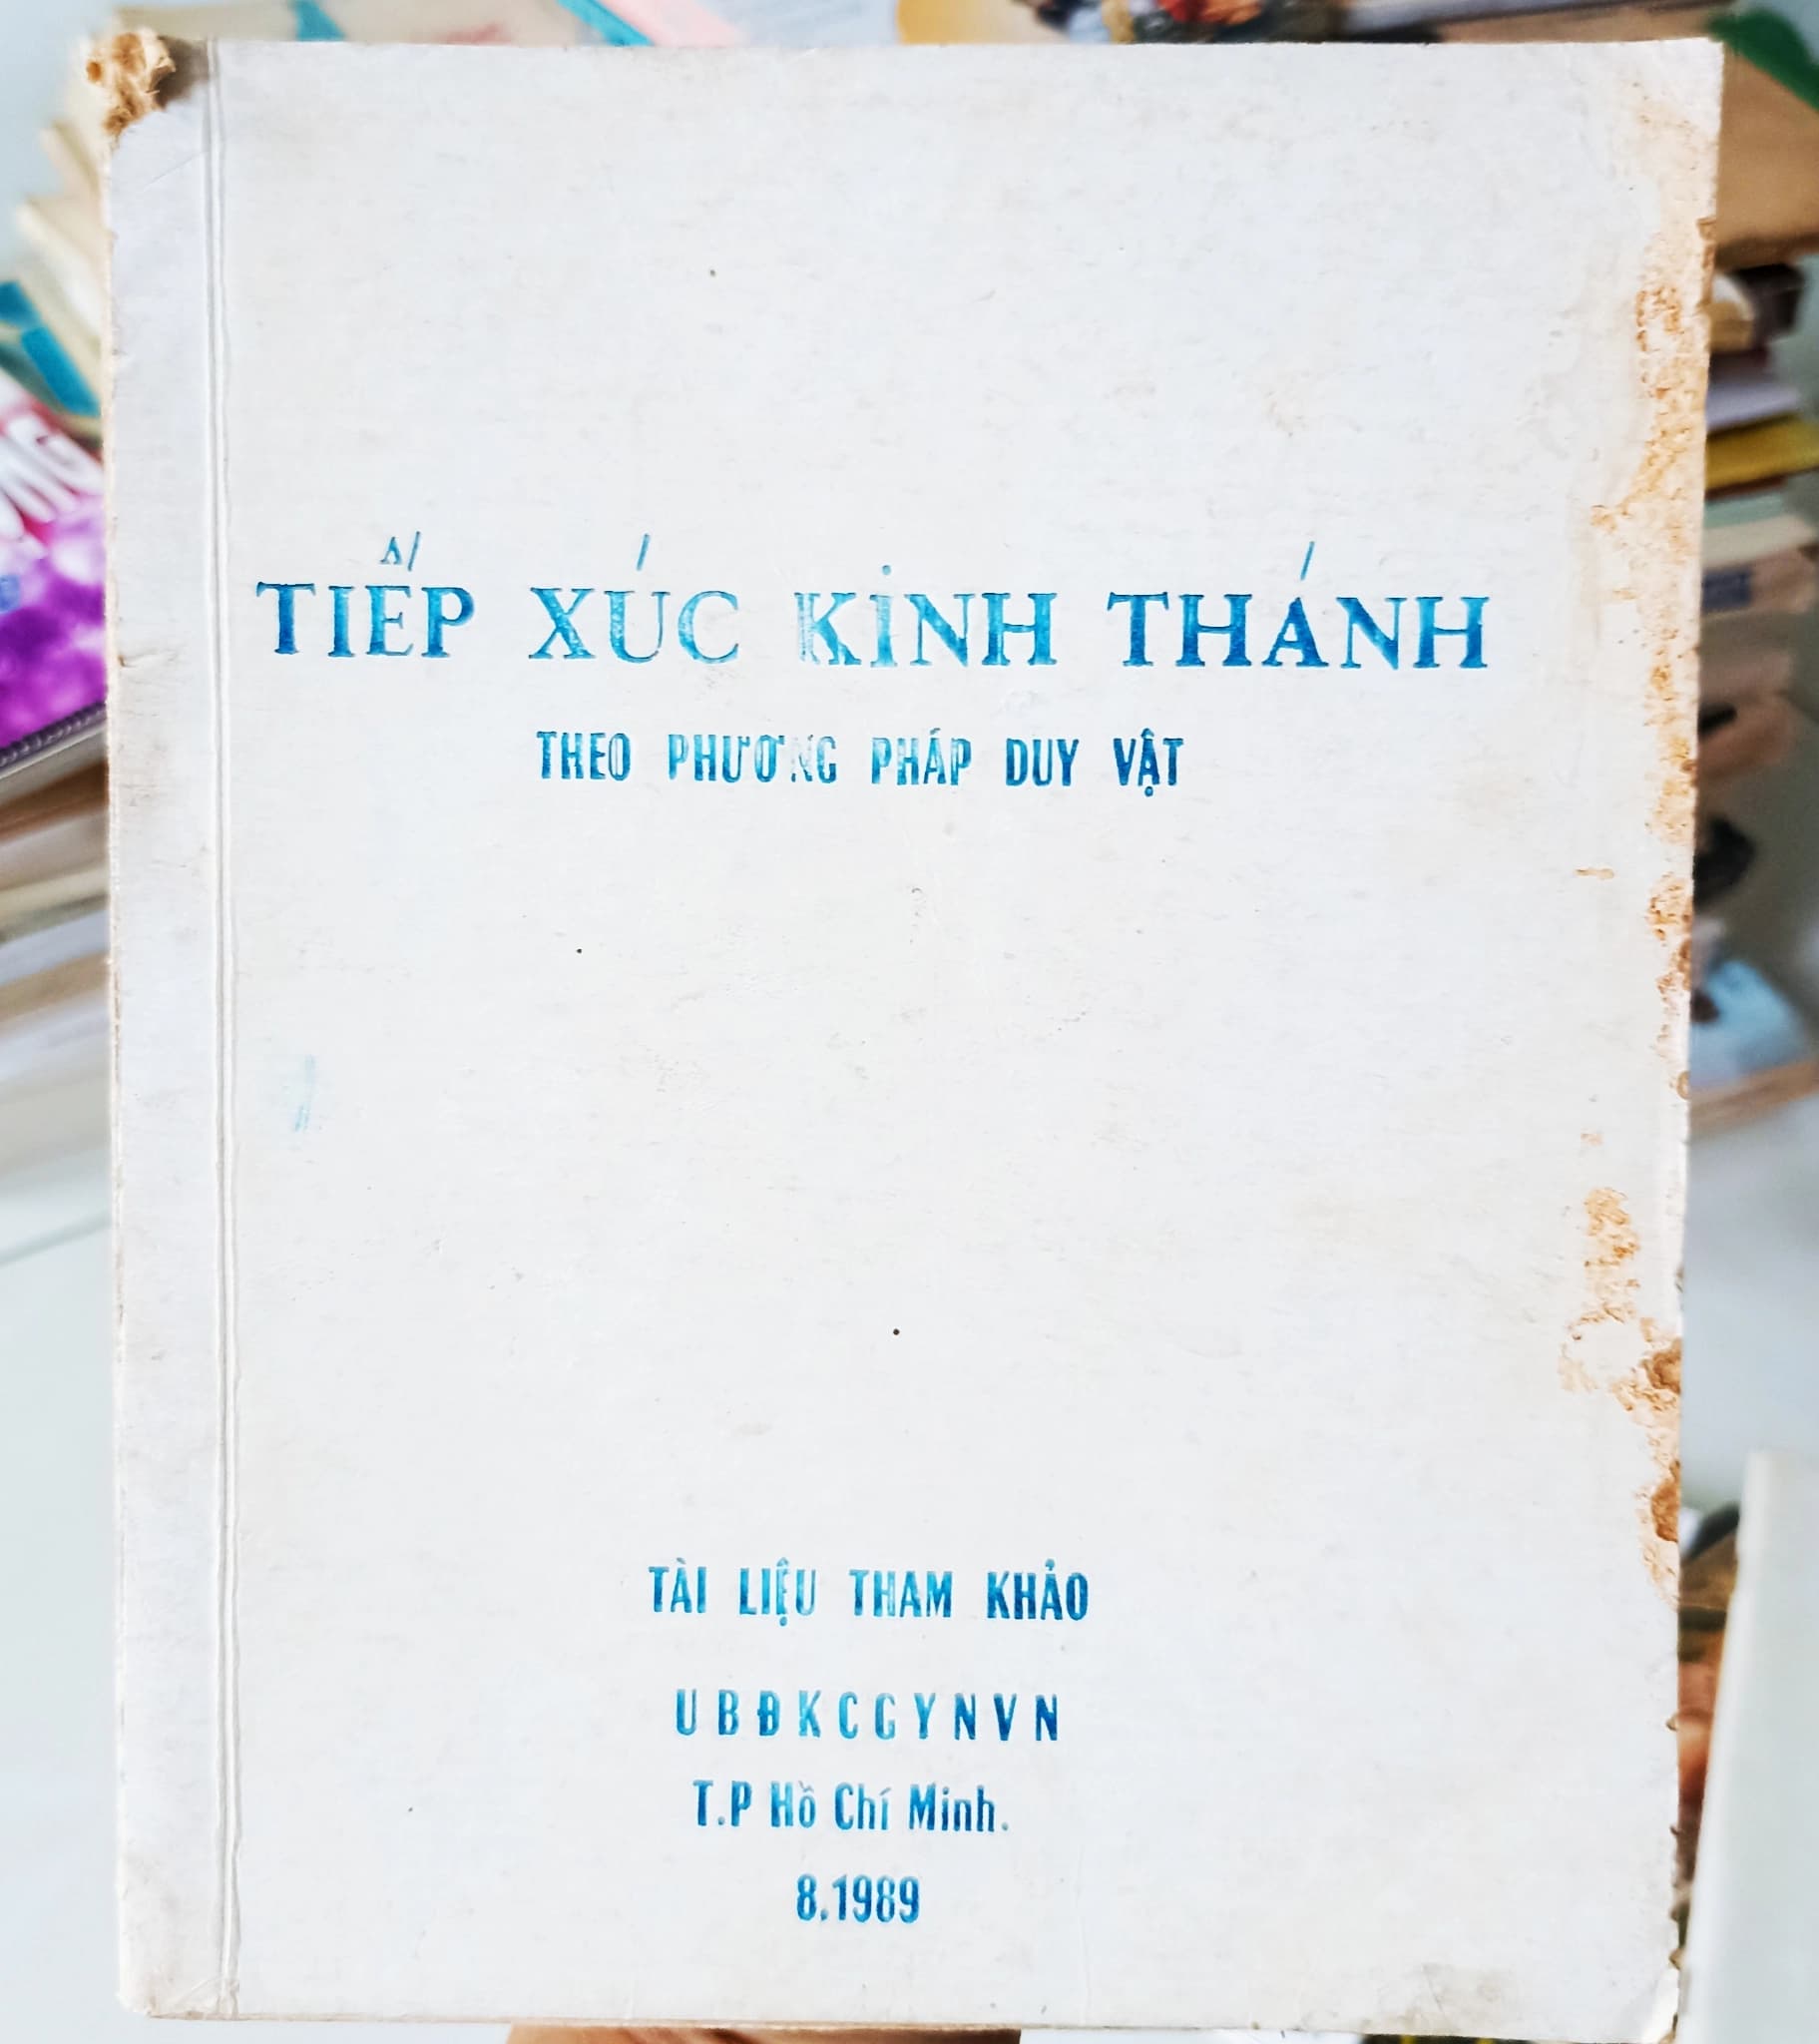 TIẾP XÚC KINH THÁNH
THEO PHƯƠNG PHÁP DUY VẬT
TÀI LIỆU THAM KHẢO
UBĐKCGYNVN
T.P Hồ Chí Minh.
8.1989